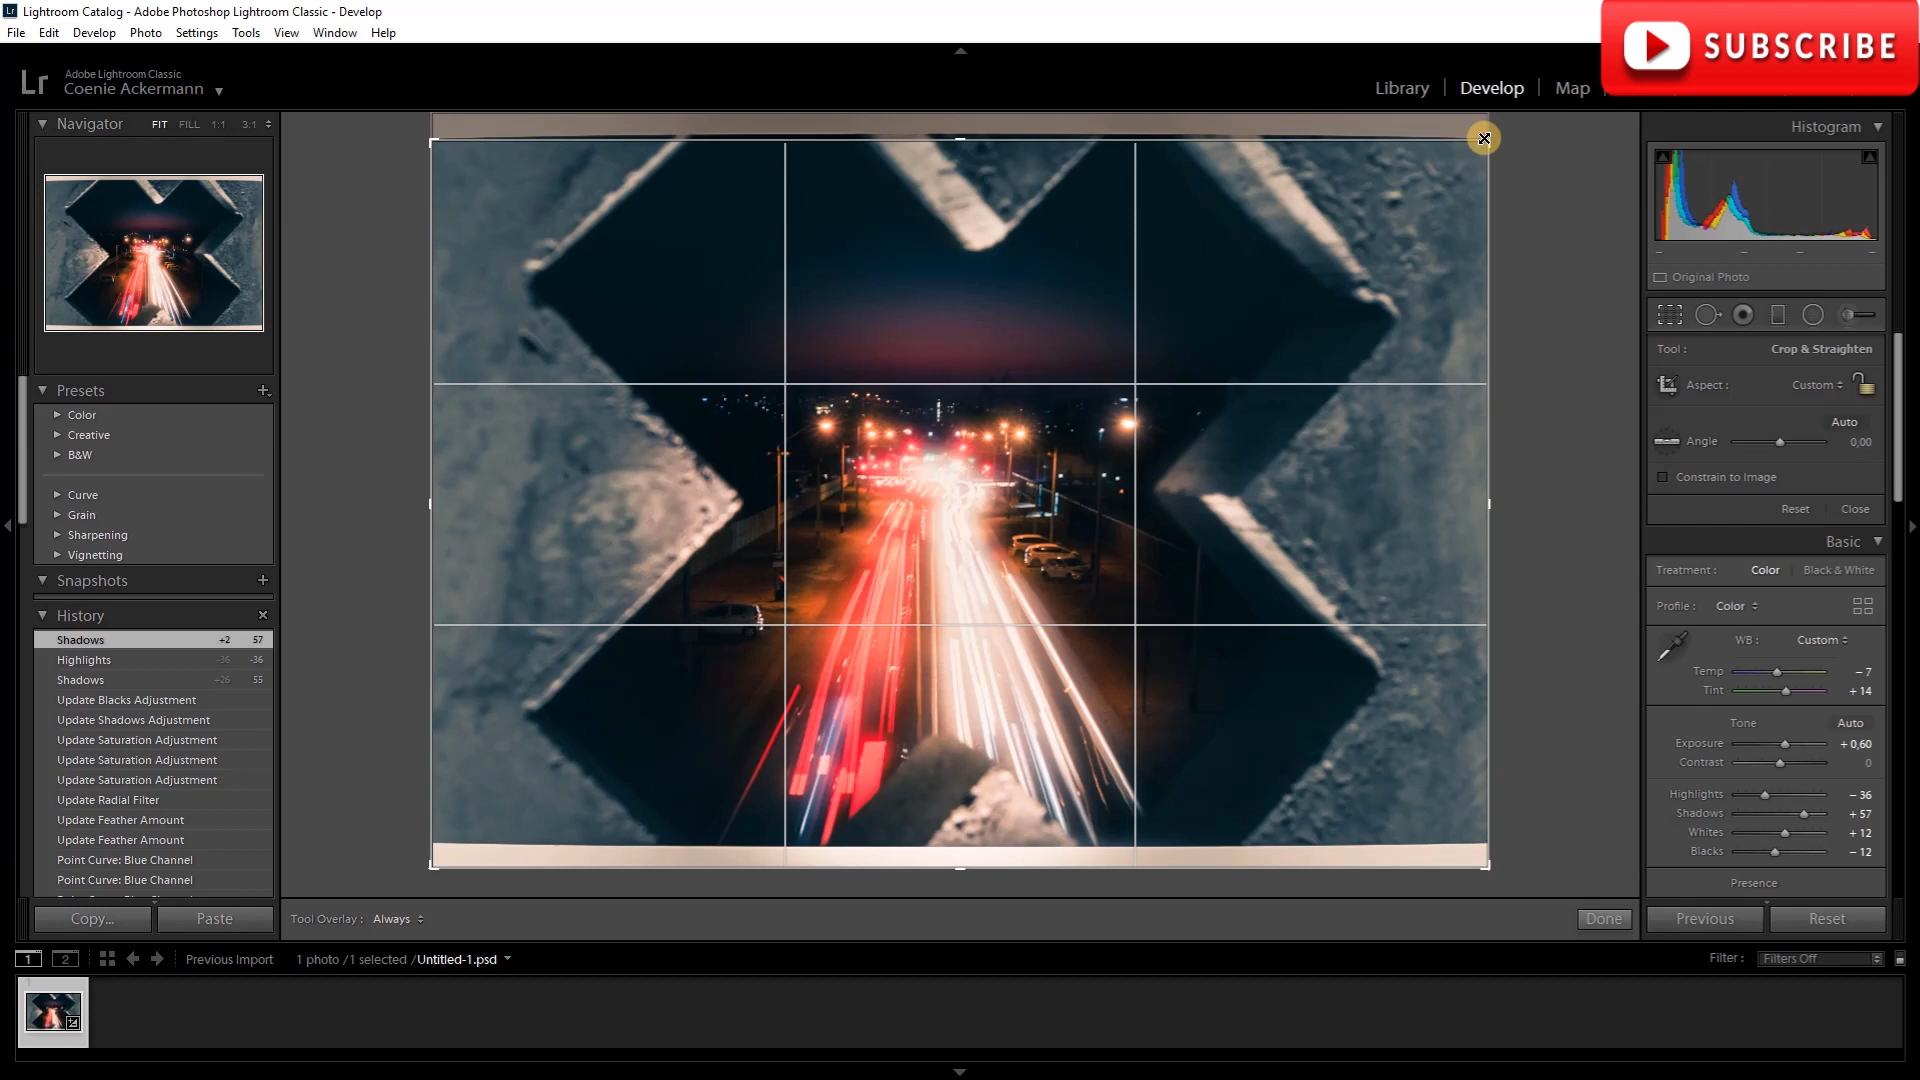 Lightroom Catalog - Adobe Photoshop Lightroom Classic - Develop
File Edit Develop Photo Settings Tools View Window Help
SUBSCRIBE
Lr
Adobe Lightroom Classic
Coenie Ackermann
Library Develop Map
Navigator FIT FILL 1:1 3:1
Presets
Color
Creative
B&W
Curve
Grain
Sharpening
Vignetting
Snapshots
History
Shadows +2 57
Highlights -36 -36
Shadows +26 55
Update Blacks Adjustment
Update Shadows Adjustment
Update Saturation Adjustment
Update Saturation Adjustment
Update Saturation Adjustment
Update Radial Filter
Update Feather Amount
Update Feather Amount
Point Curve: Blue Channel
Point Curve: Blue Channel
Copy... Paste
Tool Overlay : Always
Done
Histogram
Original Photo
Tool : Crop & Straighten
Aspect : Custom
Auto
Angle 0,00
Constrain to Image
Reset Close
Basic
Treatment : Color Black & White
Profile : Color
WB : Custom
Temp – 7
Tint + 14
Tone Auto
Exposure + 0,60
Contrast 0
Highlights – 36
Shadows + 57
Whites + 12
Blacks – 12
Presence
Previous Reset
1 2 Previous Import 1 photo /1 selected /Untitled-1.psd
Filter : Filters Off